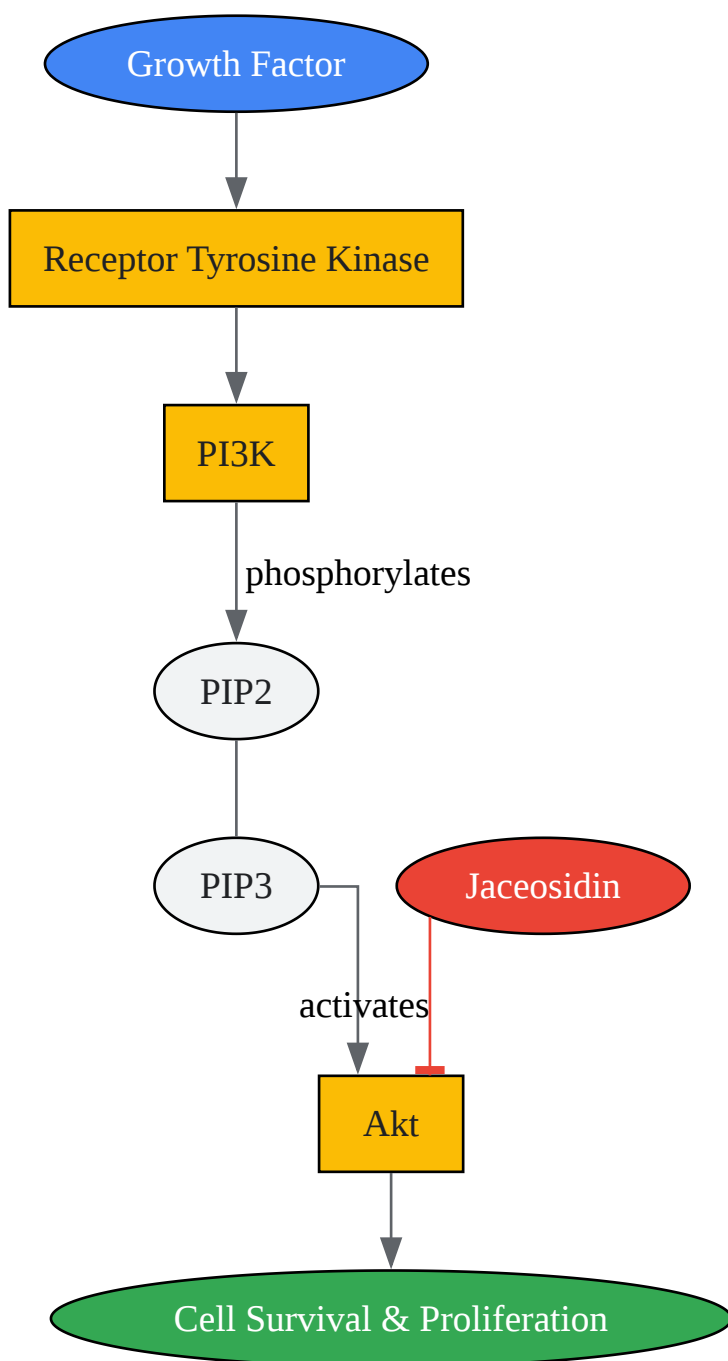 Growth Factor
Receptor Tyrosine Kinase
PI3K
phosphorylates
PIP2
PIP3
Jaceosidin
activates
Akt
Cell Survival & Proliferation